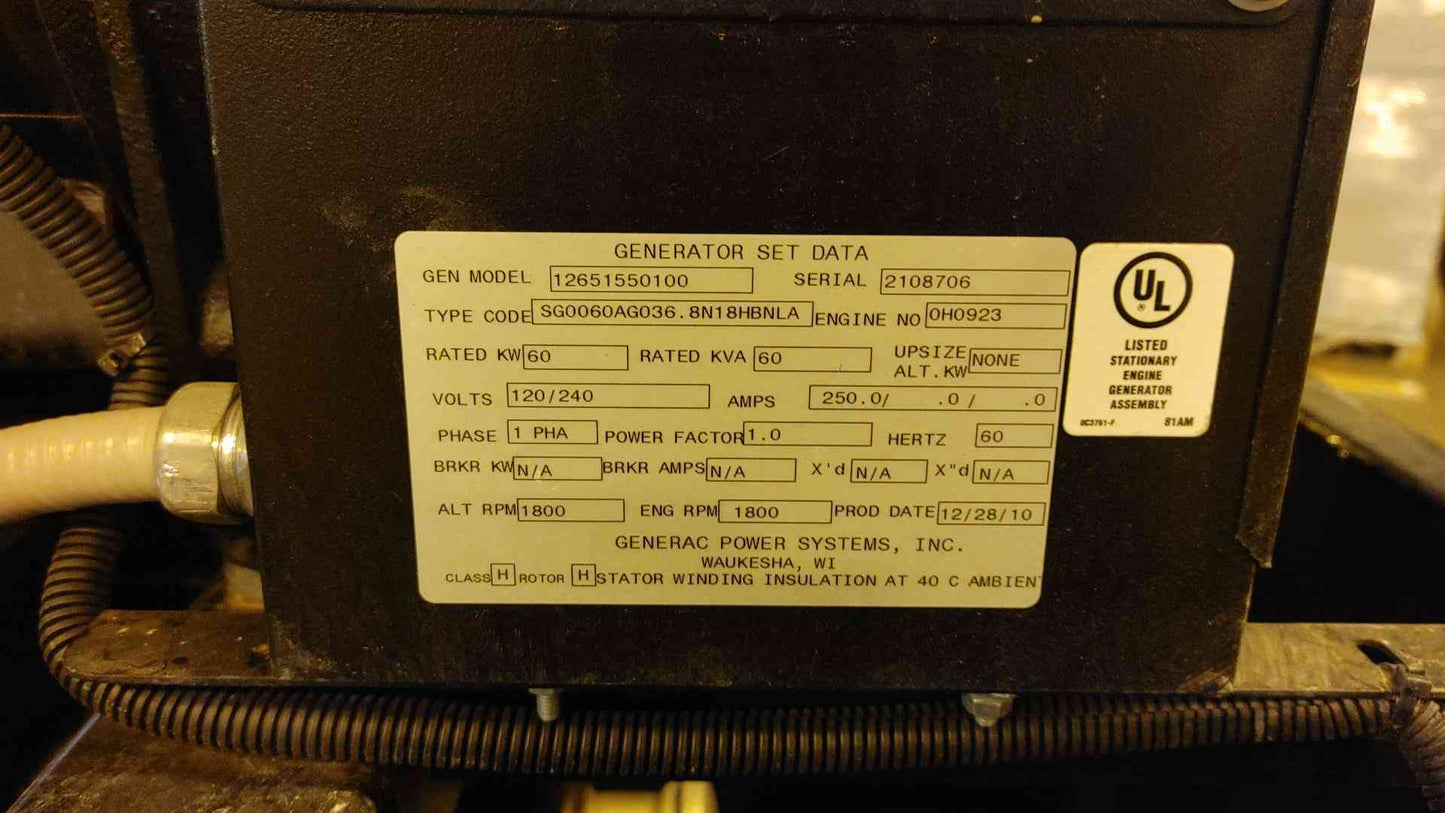 GENERATOR SET DATA
GEN MODEL 12651550100 SERIAL 2108706
TYPE CODE SG0060AG036.8N18HBNLA ENGINE NO 0H0923
RATED KW 60 RATED KVA 60 UPSIZE ALT.KW NONE
VOLTS 120/240 AMPS 250.0/ .0 / .0
PHASE 1 PHA POWER FACTOR 1.0 HERTZ 60
BRKR KW N/A BRKR AMPS N/A X'd N/A X"d N/A
ALT RPM 1800 ENG RPM 1800 PROD DATE 12/28/10
GENERAC POWER SYSTEMS, INC.
WAUKESHA, WI
CLASS H ROTOR H STATOR WINDING INSULATION AT 40 C AMBIEN
UL ®
LISTED
STATIONARY
ENGINE
GENERATOR
ASSEMBLY
0C3761-F 81AM